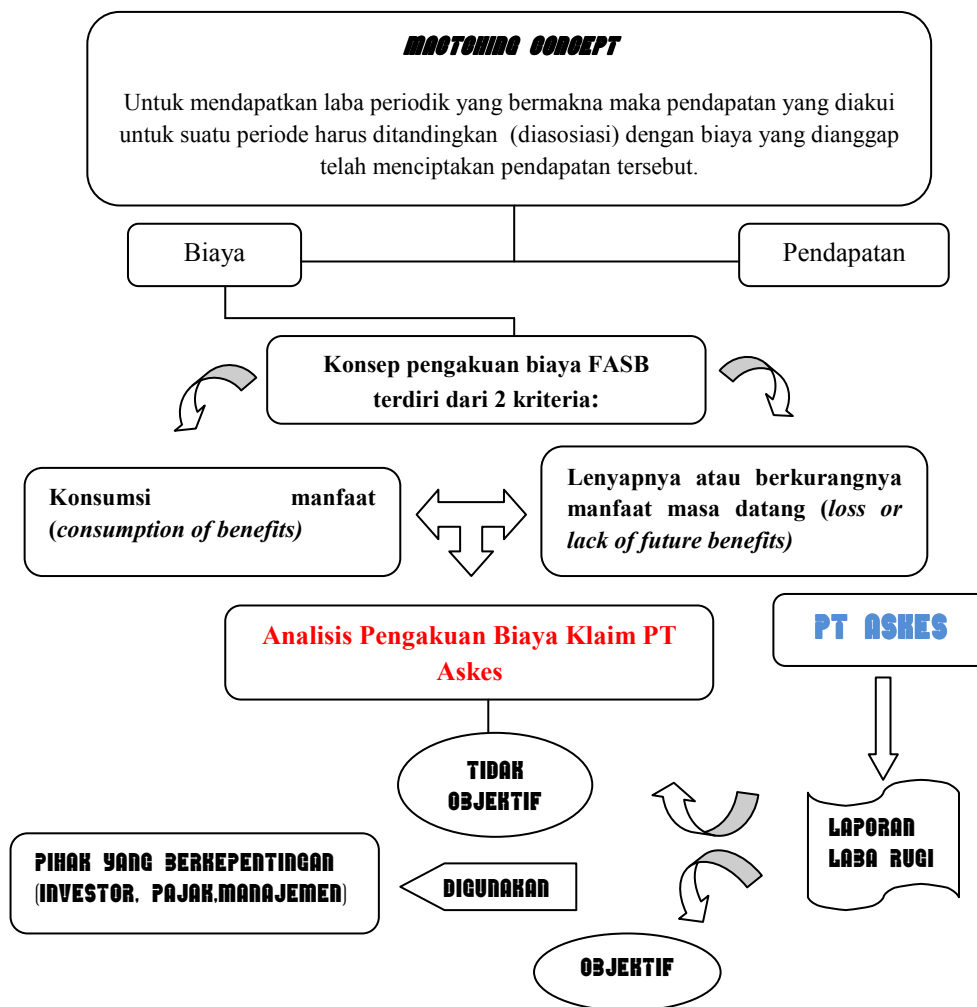 MACTCHING CONCEPT
Untuk mendapatkan laba periodik yang bermakna maka pendapatan yang diakui
untuk suatu periode harus ditandingkan (diasosiasi) dengan biaya yang dianggap
telah menciptakan pendapatan tersebut.
Biaya
Pendapatan
Konsep pengakuan biaya FASB
terdiri dari 2 kriteria:
Konsumsi manfaat
(consumption of benefits)
Lenyapnya atau berkurangnya
manfaat masa datang (loss or
lack of future benefits)
Analisis Pengakuan Biaya Klaim PT
Askes
PT ASKES
TIDAK
OBJEKTIF
LAPORAN
LABA RUGI
PIHAK YANG BERKEPENTINGAN
(INVESTOR, PAJAK,MANAJEMEN)
DIGUNAKAN
OBJEKTIF